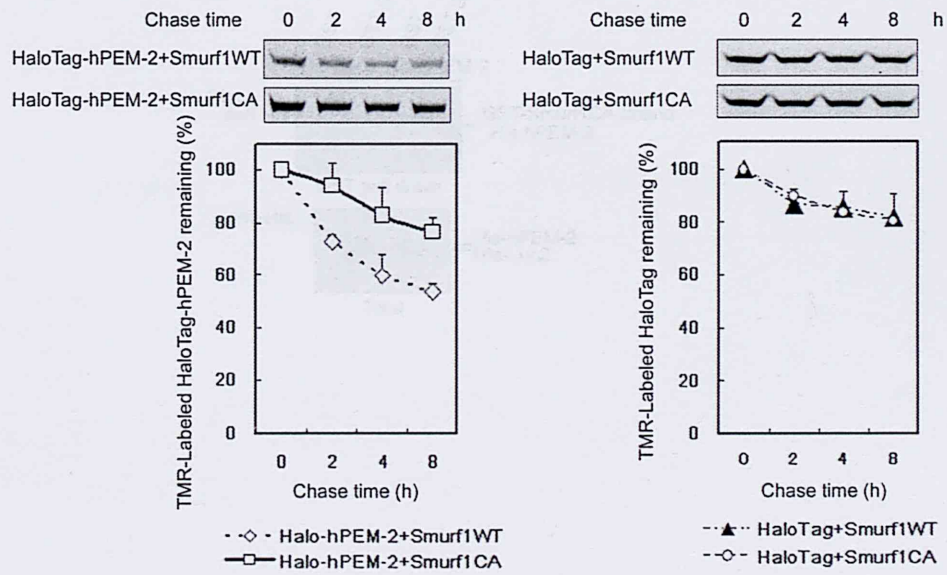 Chase time 0 2 4 8 h
HaloTag-hPEM-2+Smurf1WT
HaloTag-hPEM-2+Smurf1CA
TMR-Labeled HaloTag-hPEM-2 remaining (%)
100
80
60
40
20
0
0 2 4 8
Chase time (h)
Halo-hPEM-2+Smurf1WT
Halo-hPEM-2+Smurf1CA
Chase time 0 2 4 8 h
HaloTag+Smurf1WT
HaloTag+Smurf1CA
TMR-Labeled HaloTag remaining (%)
100
80
60
40
20
0
0 2 4 8
Chase time (h)
HaloTag+Smurf1WT
HaloTag+Smurf1CA